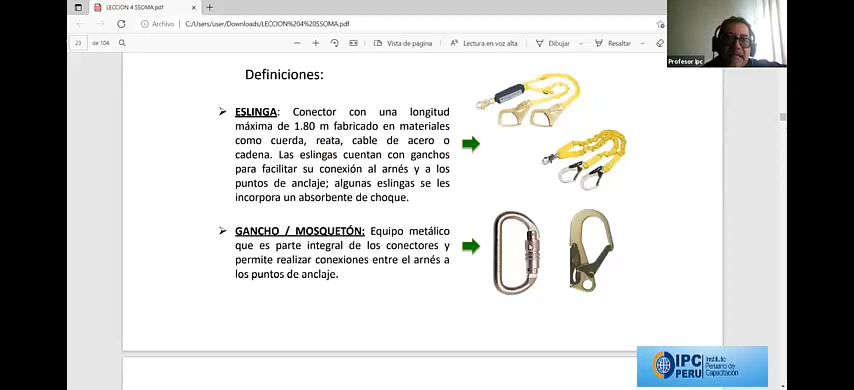 LECCION 4 SSOMA.pdf
Archivo
C:/Users/user/Downloads/LECCION%204%20SSOMA.pdf
23 de 104
Vista de página
Lectura en voz alta
Dibujar
Resaltar
Profesor Ipc
Definiciones:
ESLINGA: Conector con una longitud
máxima de 1.80 m fabricado en materiales
como cuerda, reata, cable de acero o
cadena. Las eslingas cuentan con ganchos
para facilitar su conexión al arnés y a los
puntos de anclaje; algunas eslingas se les
incorpora un absorbente de choque.
GANCHO / MOSQUETÓN: Equipo metálico
que es parte integral de los conectores y
permite realizar conexiones entre el arnés a
los puntos de anclaje.
IPC
PERU
Instituto
Peruano de
Capacitación